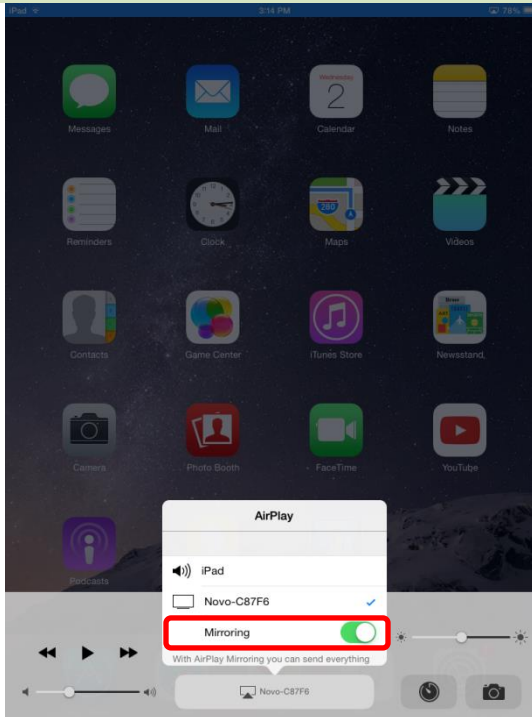 iPad 3:14 PM 78%
Messages Mail Calendar Notes
Wednesday
2
Reminders Clock Maps Videos
280
Contacts Game Center iTunes Store Newsstand
Camera Photo Booth FaceTime YouTube
Podcasts
AirPlay
iPad
Novo-C87F6
Mirroring
With AirPlay Mirroring you can send everything
Novo-C87F6